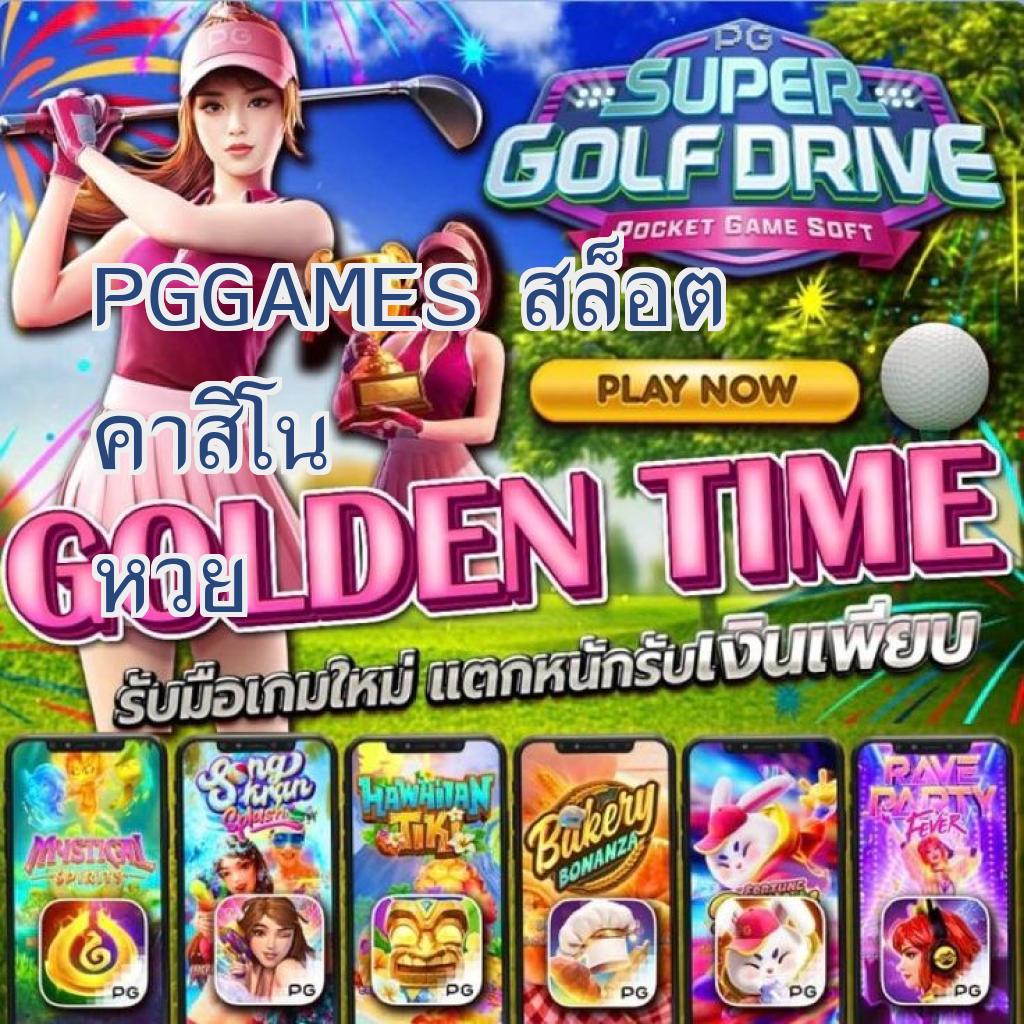 PG
PG
SUPER
GOLF DRIVE
POCKET GAME SOFT
PGGAMES สล็อต
PLAY NOW
คาสิโน
GOLDEN TIME
หวย
รับมือเกมใหม่ แตกหนักรับเงินเพียบ
MYSTICAL
SPIRITS
Songkran
Splash
HAWAIIAN
TIKI
Bakery
BONANZA
FORTUNE
RAVE
PARTY
FEVER
PG
PG
PG
PG
PG
PG